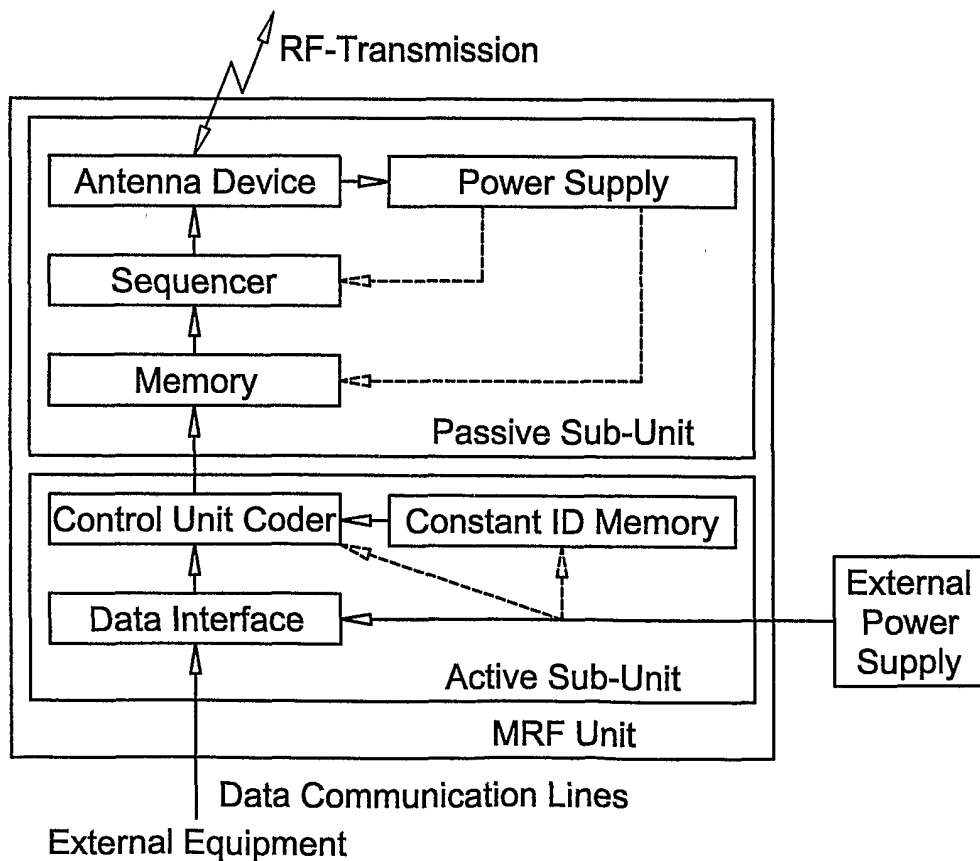 RF-Transmission
Antenna Device
Power Supply
Sequencer
Memory
Passive Sub-Unit
Control Unit Coder
Constant ID Memory
Data Interface
External
Power
Supply
Active Sub-Unit
MRF Unit
Data Communication Lines
External Equipment